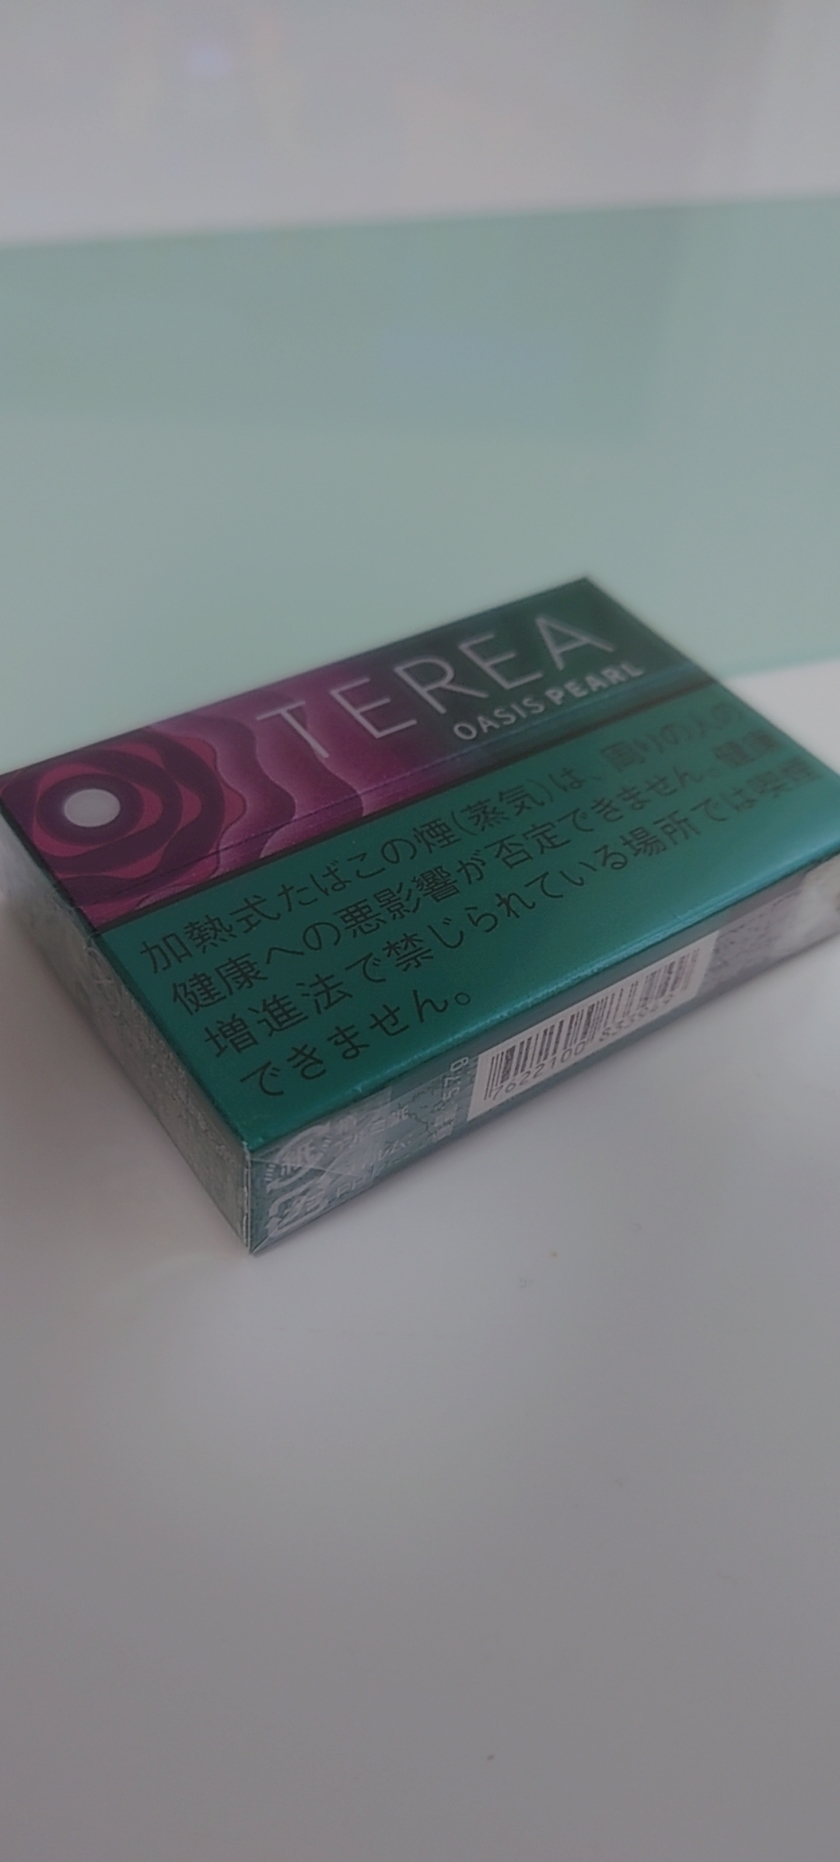 TEREA
OASIS PEARL
加熱式たばこの煙(蒸気)は、周りの人の
健康への悪影響が否定できません。健康
増進法で禁じられている場所では喫煙
できません。
7622100